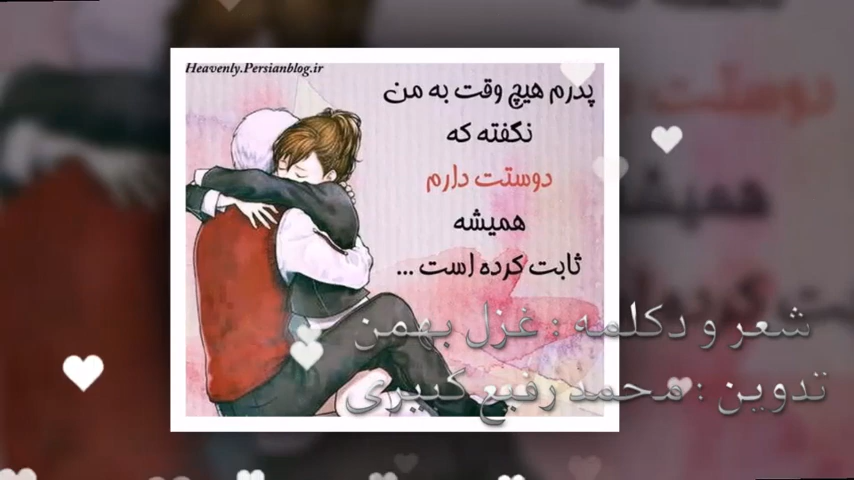 Heavenly.Persianblog.ir
پدرم هیچ وقت به من
نگفته که
دوستت دارم
همیشه
ثابت کرده است ...
شعر و دکلمه : غزل بهمن
تدوین : محمد رفیع کبیری